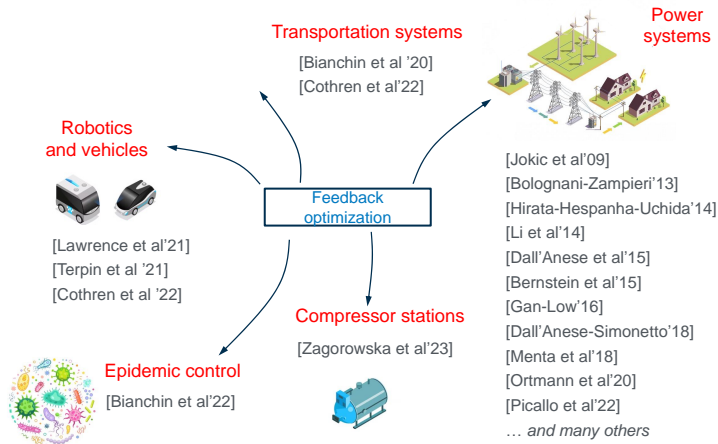 Transportation systems
[Bianchin et al '20]
[Cothren et al'22]
Power
systems
[Jokic et al'09]
[Bolognani-Zampieri'13]
[Hirata-Hespanha-Uchida'14]
[Li et al'14]
[Dall'Anese et al'15]
[Bernstein et al'15]
[Gan-Low'16]
[Dall'Anese-Simonetto'18]
[Menta et al'18]
[Ortmann et al'20]
[Picallo et al'22]
… and many others
Robotics
and vehicles
[Lawrence et al'21]
[Terpin et al '21]
[Cothren et al '22]
Feedback
optimization
Compressor stations
[Zagorowska et al'23]
Epidemic control
[Bianchin et al'22]